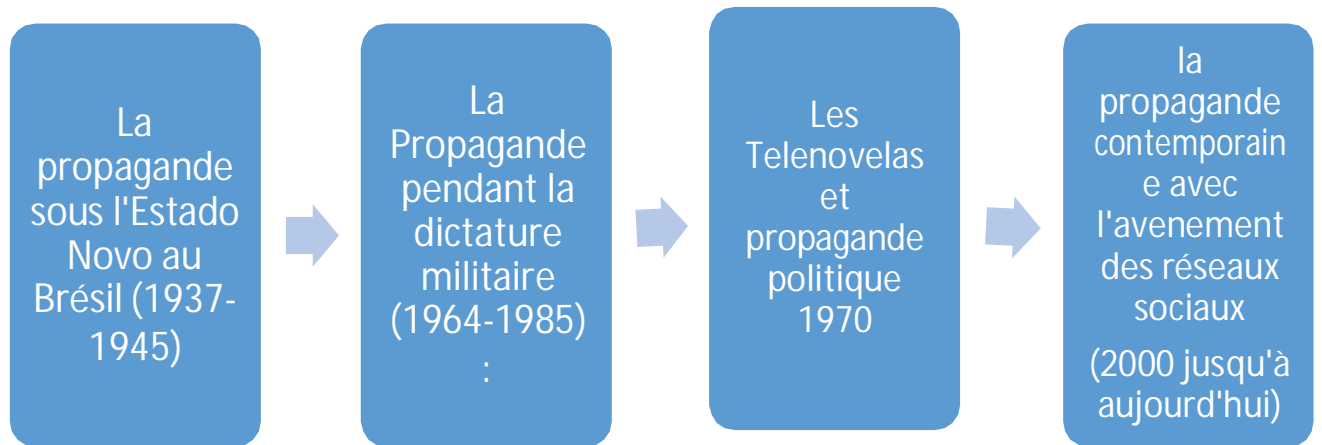 La
propagande
sous l'Estado
Novo au
Brésil (1937-
1945)
La
Propagande
pendant la
dictature
militaire
(1964-1985)
:
Les
Telenovelas
et
propagande
politique
1970
la
propagande
contemporain
e avec
l'avenement
des réseaux
sociaux
(2000 jusqu'à
aujourd'hui)